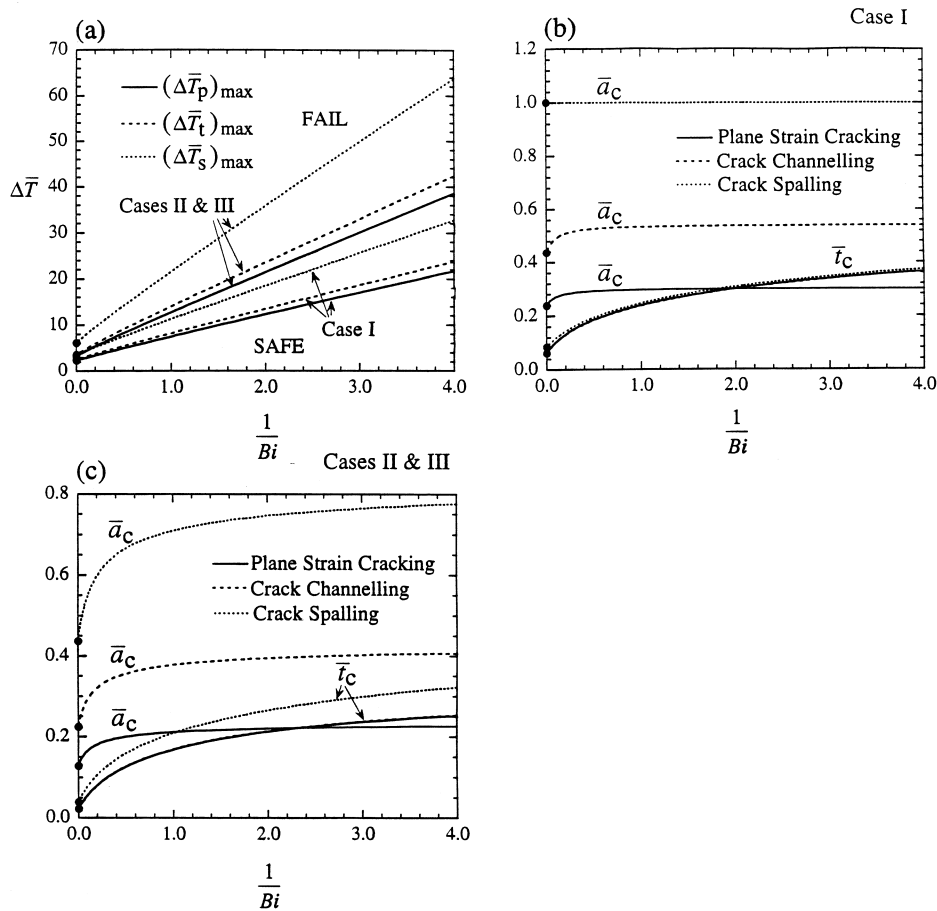 (a)
70
60
50
40
30
20
10
0
ΔT̄
(ΔT̄p)max
(ΔT̄t)max
(ΔT̄s)max
FAIL
Cases II & III
Case I
SAFE
0.0 1.0 2.0 3.0 4.0
1
Bi
(b)
Case I
1.2
1.0
0.8
0.6
0.4
0.2
0.0
āc
Plane Strain Cracking
Crack Channelling
Crack Spalling
āc
āc
t̄c
0.0 1.0 2.0 3.0 4.0
1
Bi
(c)
Cases II & III
0.8
0.6
0.4
0.2
0.0
āc
Plane Strain Cracking
Crack Channelling
Crack Spalling
āc
t̄c
āc
0.0 1.0 2.0 3.0 4.0
1
Bi